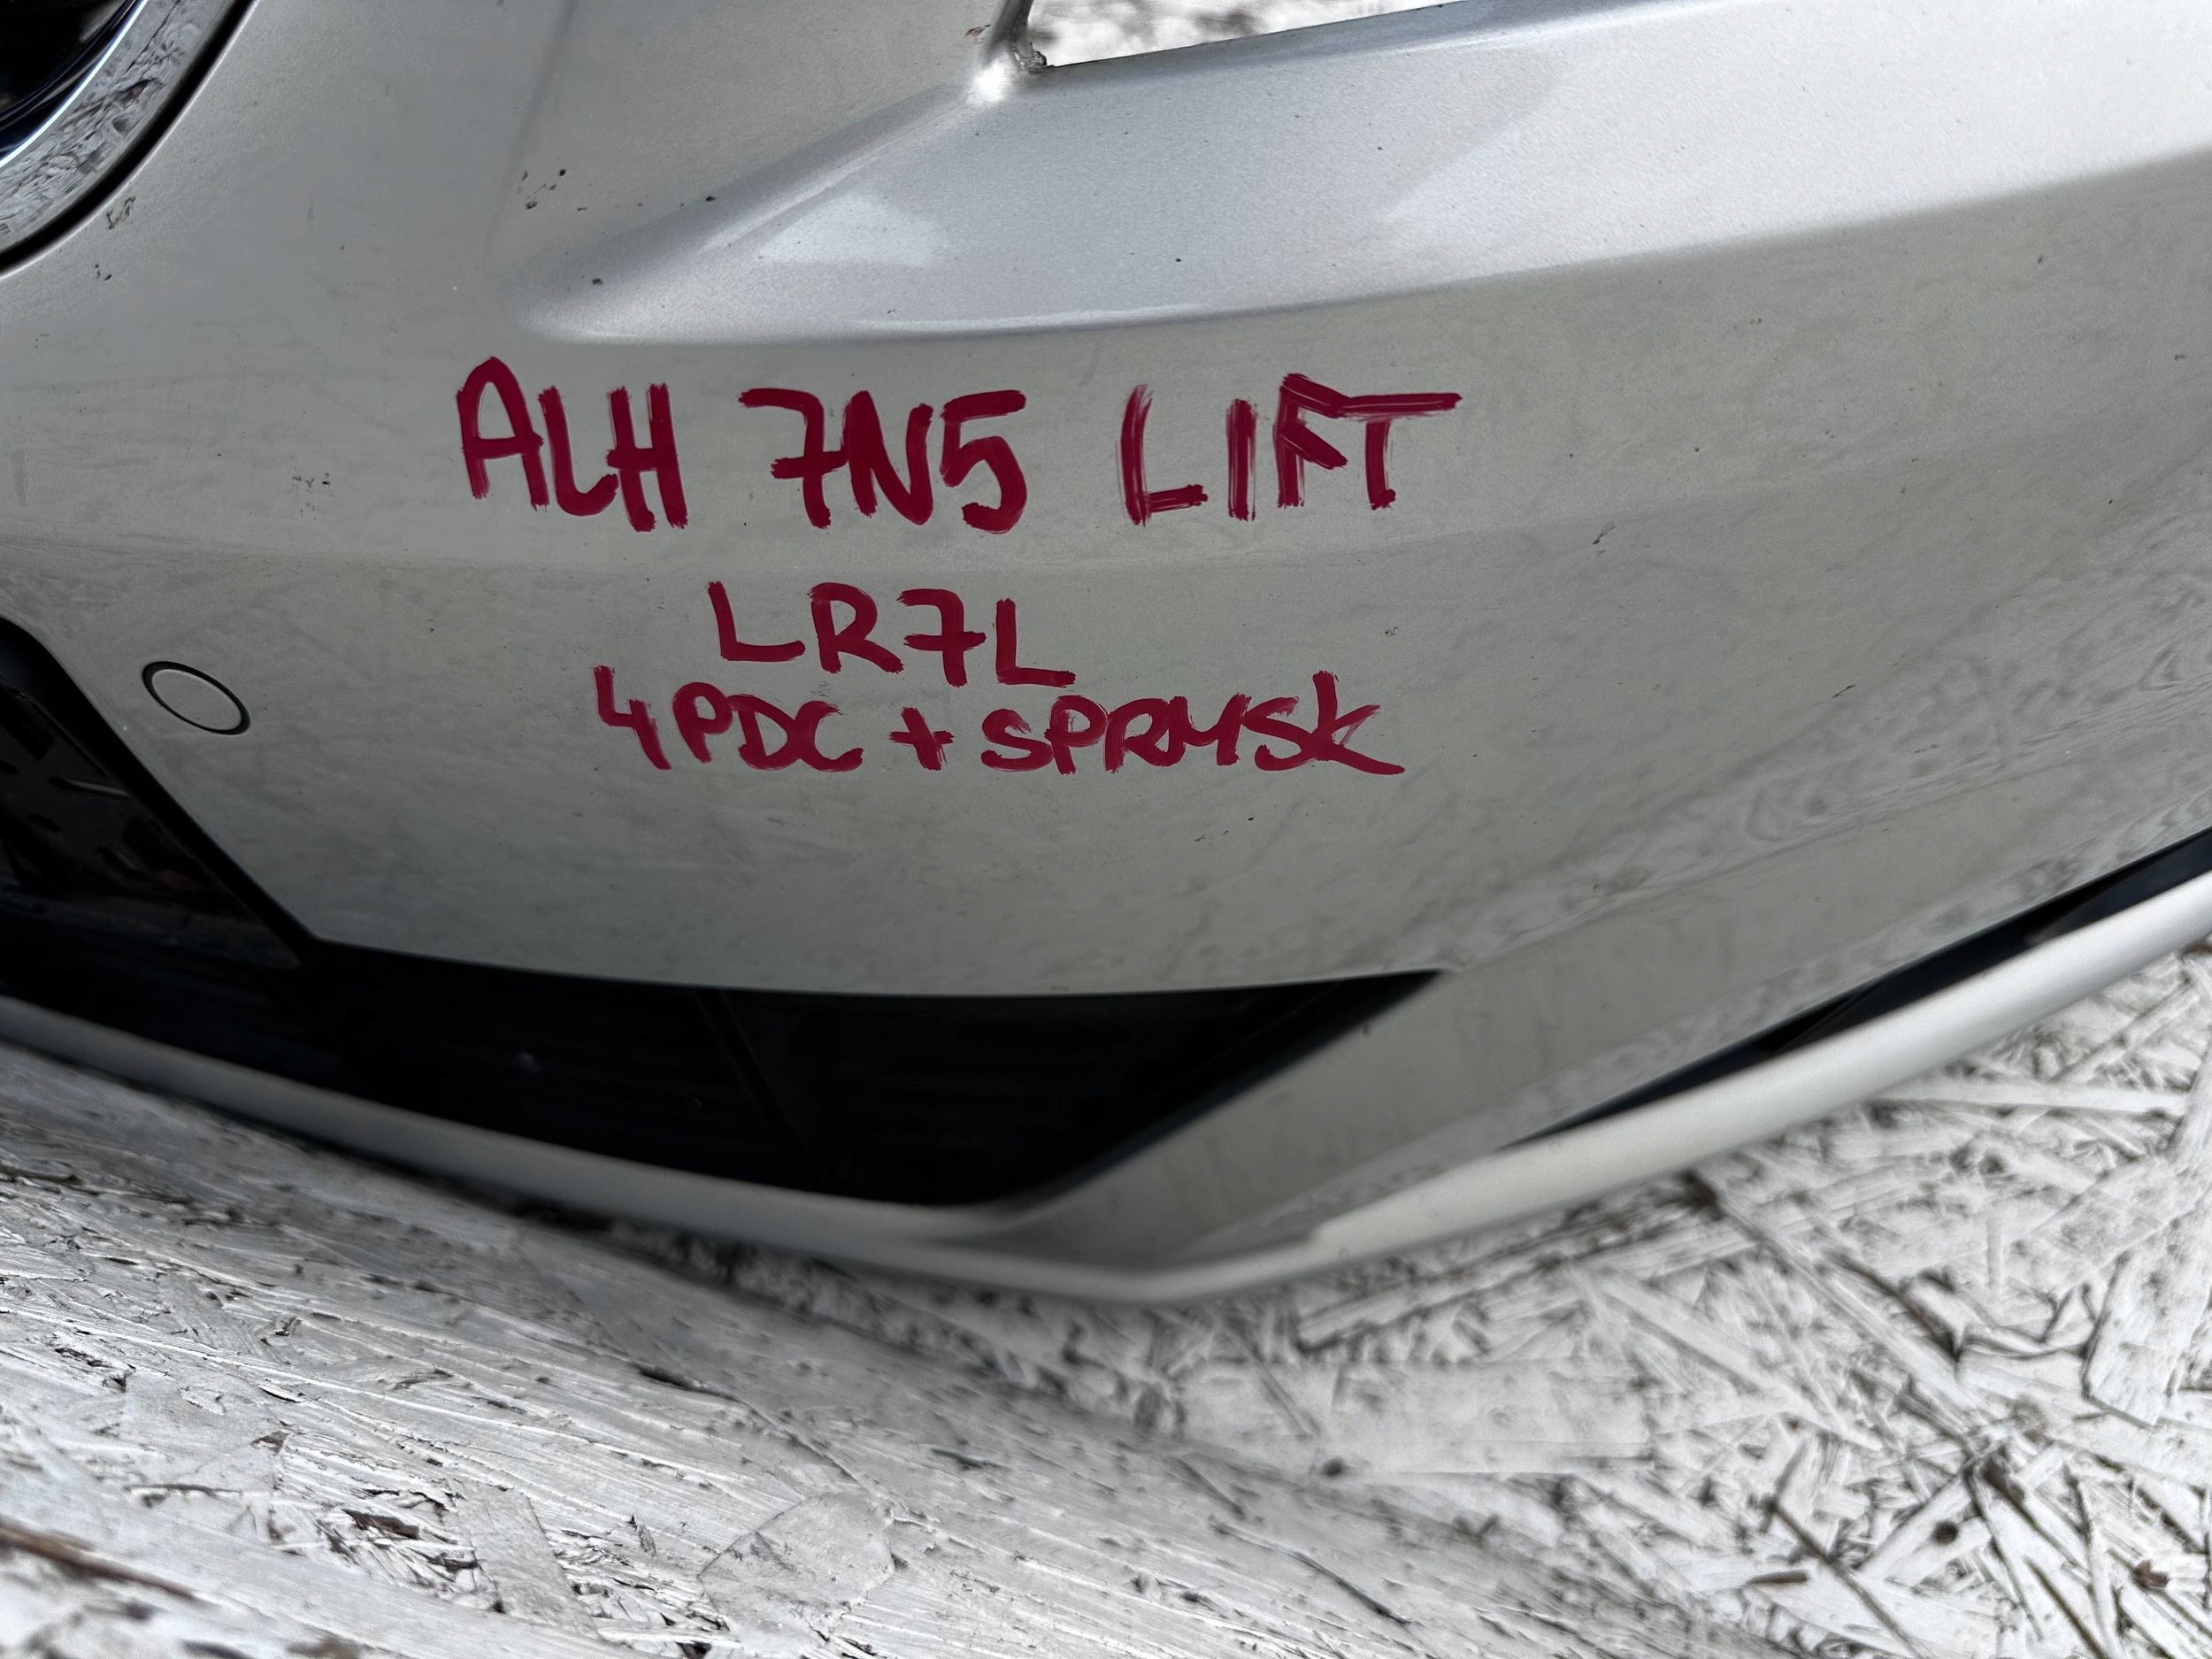 ALH 7N5 LIFT
LR7L
4PDC + SPRYSK